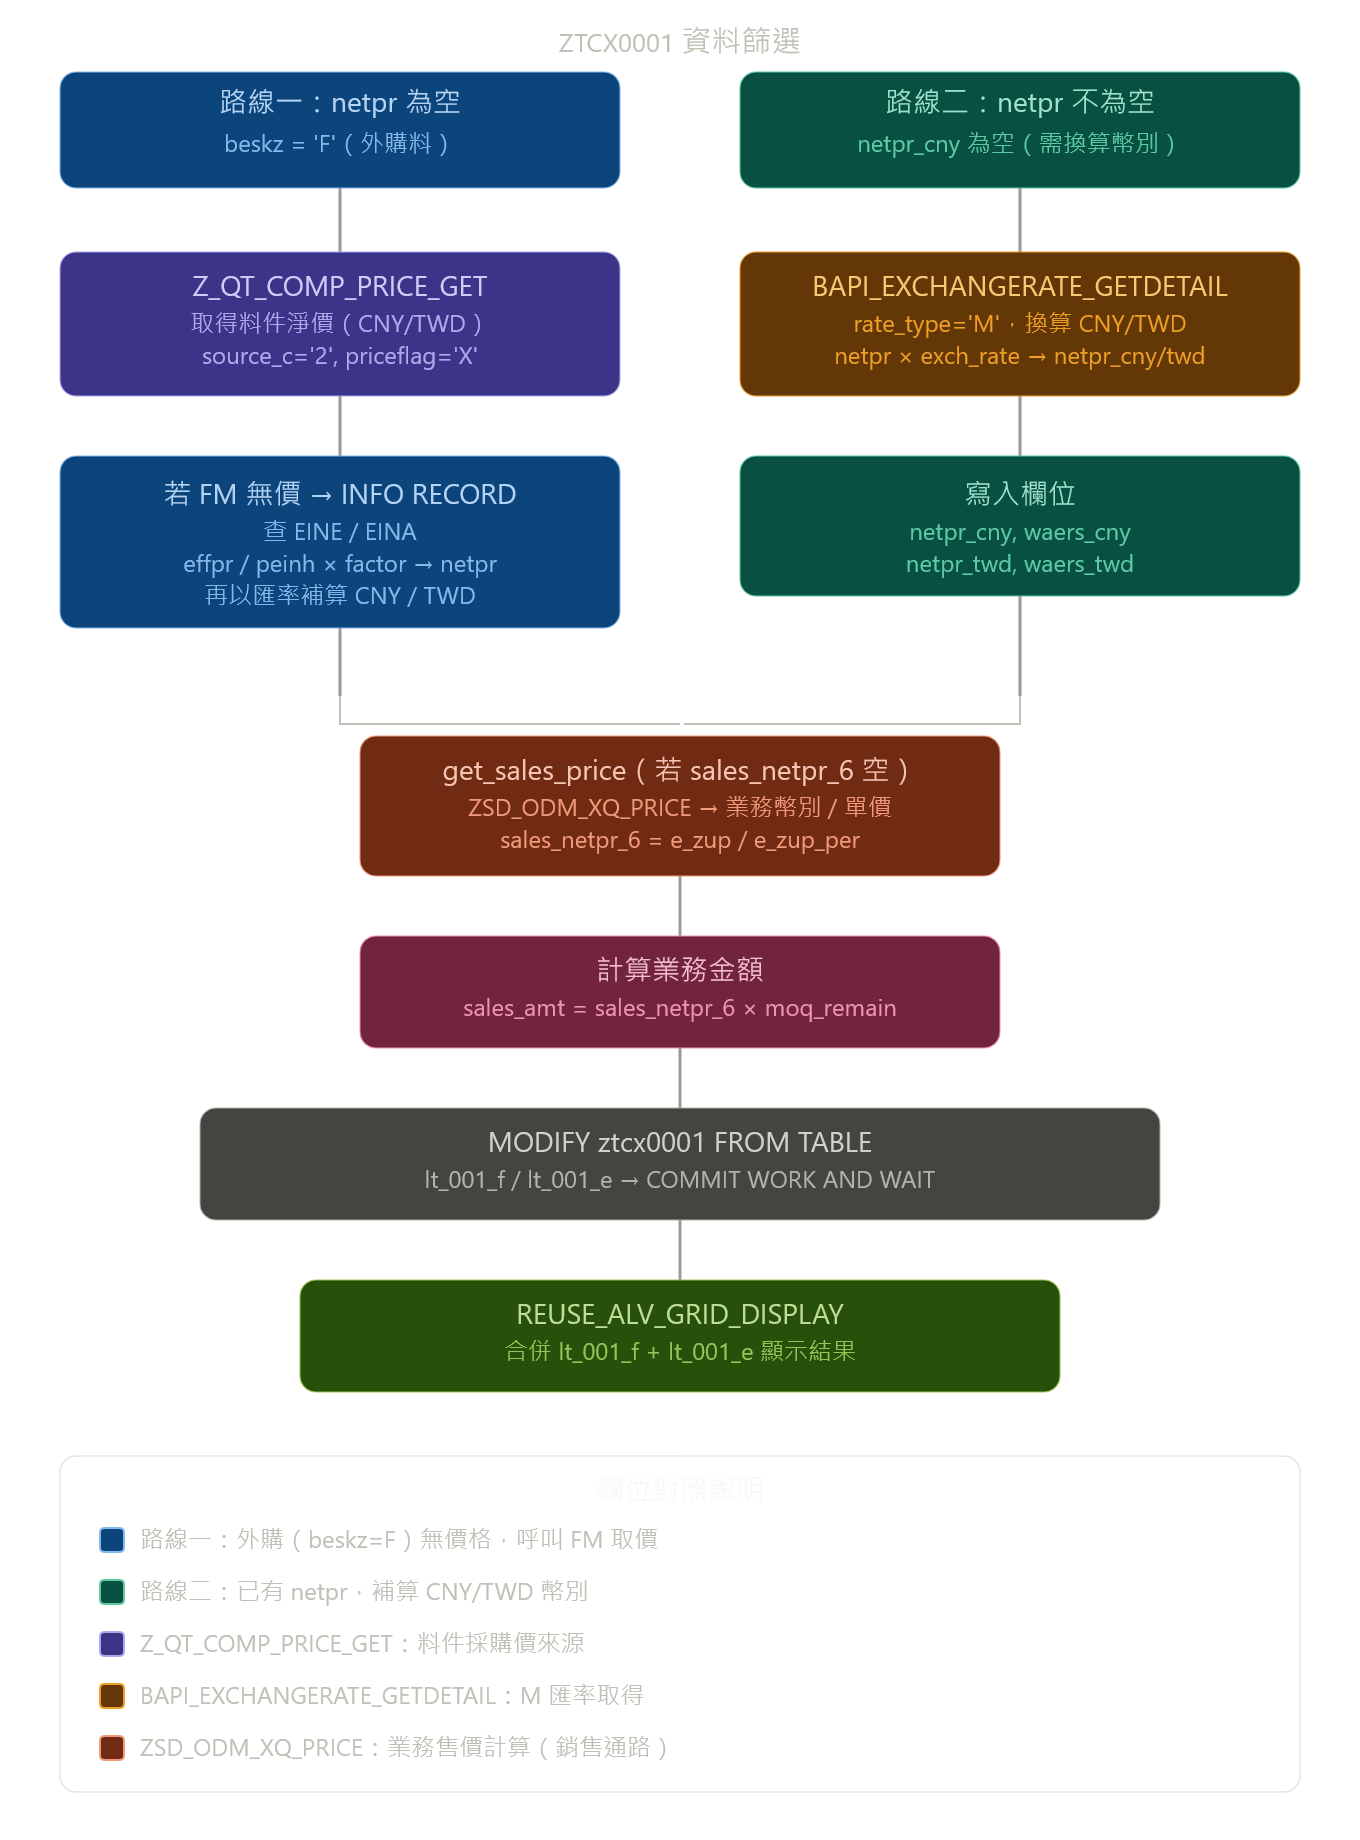 ZTCX0001 資料篩選
路線一：netpr 為空
beskz = 'F'（外購料）
路線二：netpr 不為空
netpr_cny 為空（需換算幣別）
Z_QT_COMP_PRICE_GET
取得料件淨價（CNY/TWD）
source_c='2', priceflag='X'
BAPI_EXCHANGERATE_GETDETAIL
rate_type='M'，換算 CNY/TWD
netpr × exch_rate → netpr_cny/twd
若 FM 無價 → INFO RECORD
查 EINE / EINA
effpr / peinh × factor → netpr
再以匯率補算 CNY / TWD
寫入欄位
netpr_cny, waers_cny
netpr_twd, waers_twd
get_sales_price（若 sales_netpr_6 空）
ZSD_ODM_XQ_PRICE → 業務幣別 / 單價
sales_netpr_6 = e_zup / e_zup_per
計算業務金額
sales_amt = sales_netpr_6 × moq_remain
MODIFY ztcx0001 FROM TABLE
lt_001_f / lt_001_e → COMMIT WORK AND WAIT
REUSE_ALV_GRID_DISPLAY
合併 lt_001_f + lt_001_e 顯示結果
欄位對照說明
路線一：外購（beskz=F）無價格，呼叫 FM 取價
路線二：已有 netpr，補算 CNY/TWD 幣別
Z_QT_COMP_PRICE_GET：料件採購價來源
BAPI_EXCHANGERATE_GETDETAIL：M 匯率取得
ZSD_ODM_XQ_PRICE：業務售價計算（銷售通路）